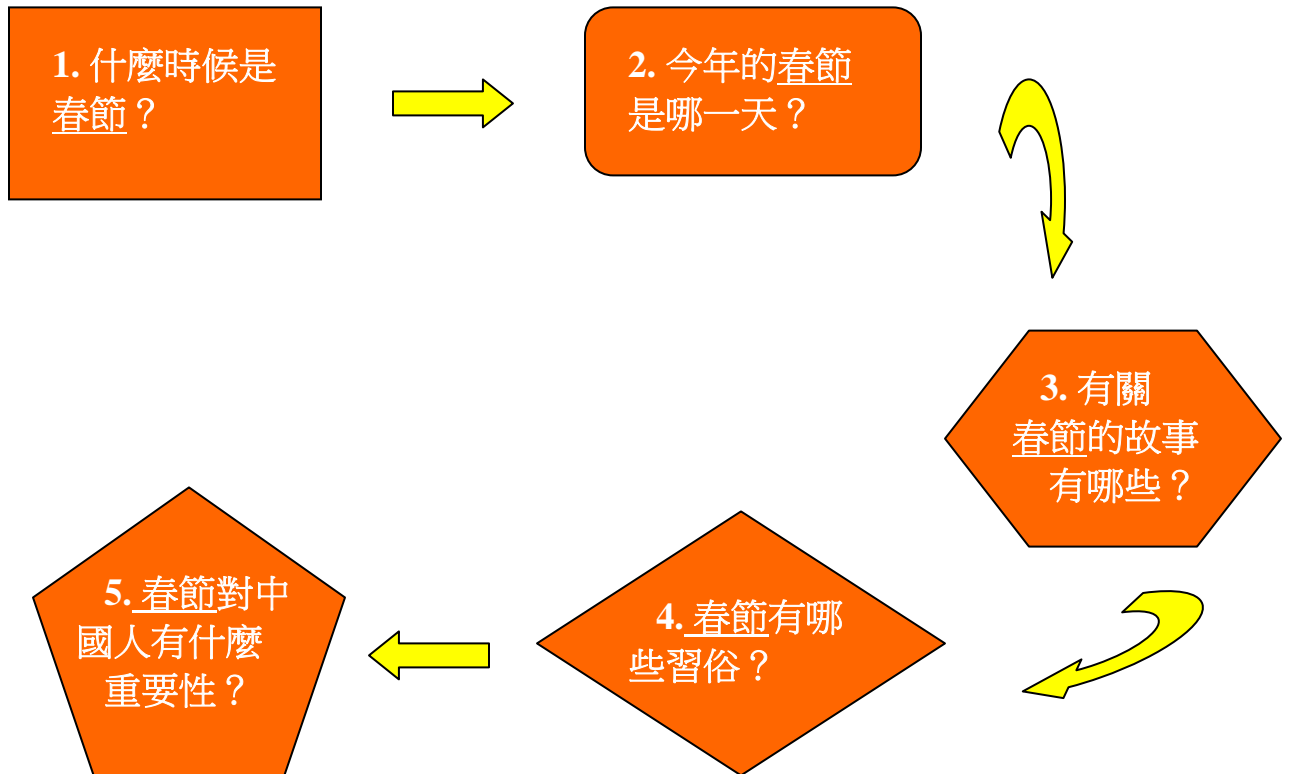 1. 什麼時候是
春節？
2. 今年的春節
是哪一天？
3. 有關
春節的故事
有哪些？
4. 春節有哪
些習俗？
5. 春節對中
國人有什麼
重要性？